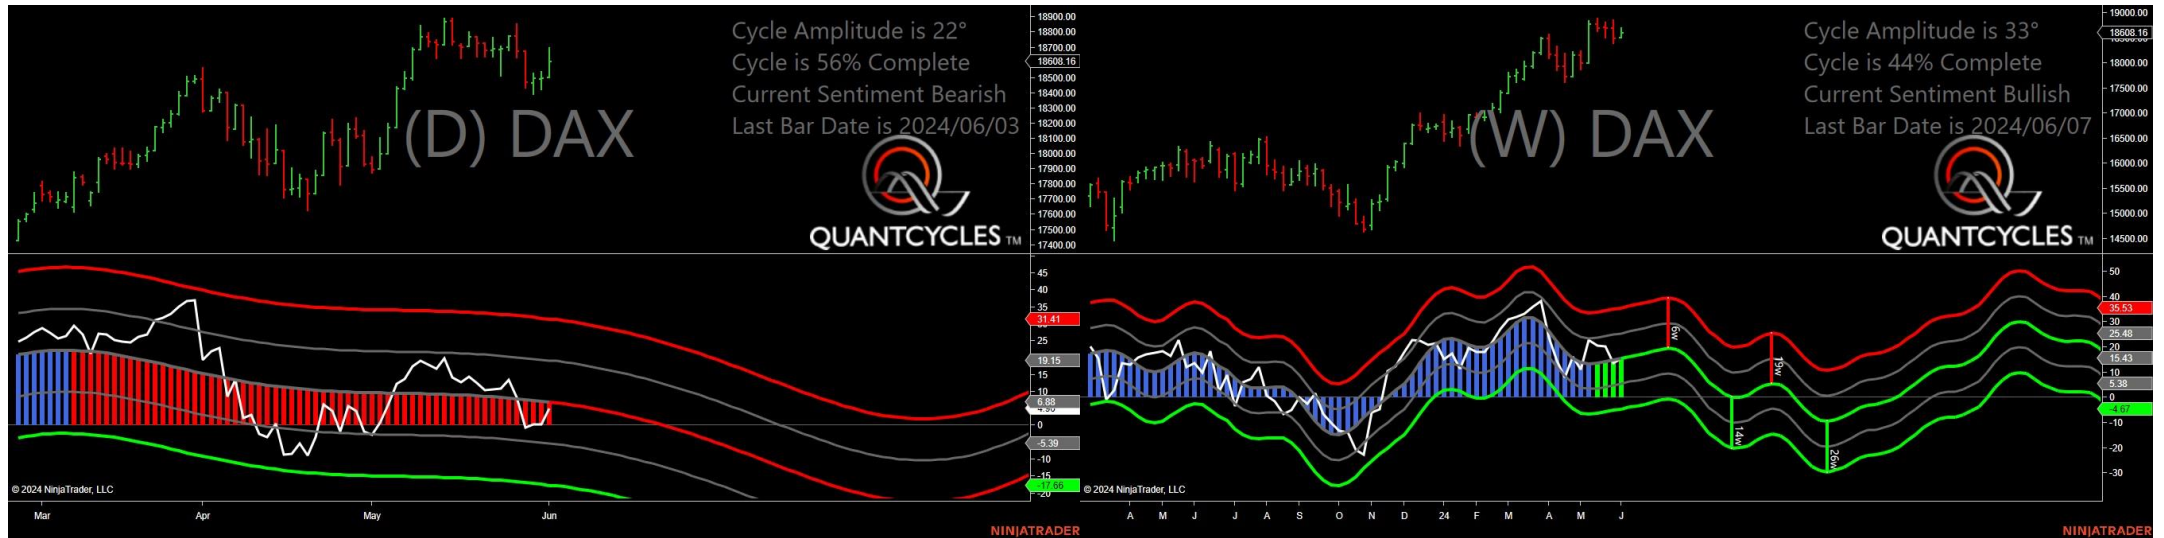 Cycle Amplitude is 22°
Cycle is 56% Complete
Current Sentiment Bearish
Last Bar Date is 2024/06/03
(D) DAX
QUANTCYCLES TM
18900.00
18800.00
18700.00
18608.16
18500.00
18400.00
18300.00
18200.00
18100.00
18000.00
17900.00
17800.00
17700.00
17600.00
17500.00
17400.00
45
40
35
31.41
25
19.15
15
10
6.88
4.90
0
-5.39
-10
-15
-17.66
-20
© 2024 NinjaTrader, LLC
Mar Apr May Jun
NINJATRADER
Cycle Amplitude is 33°
Cycle is 44% Complete
Current Sentiment Bullish
Last Bar Date is 2024/06/07
(W) DAX
QUANTCYCLES TM
19000.00
18608.16
18000.00
17500.00
17000.00
16500.00
16000.00
15500.00
15000.00
14500.00
50
40
35.53
30
25.48
20
15.43
10
5.38
0
-4.67
-10
-20
-30
6w
14w
19w
26w
© 2024 NinjaTrader, LLC
A M J J A S O N D 24 F M A M J
NINJATRADER